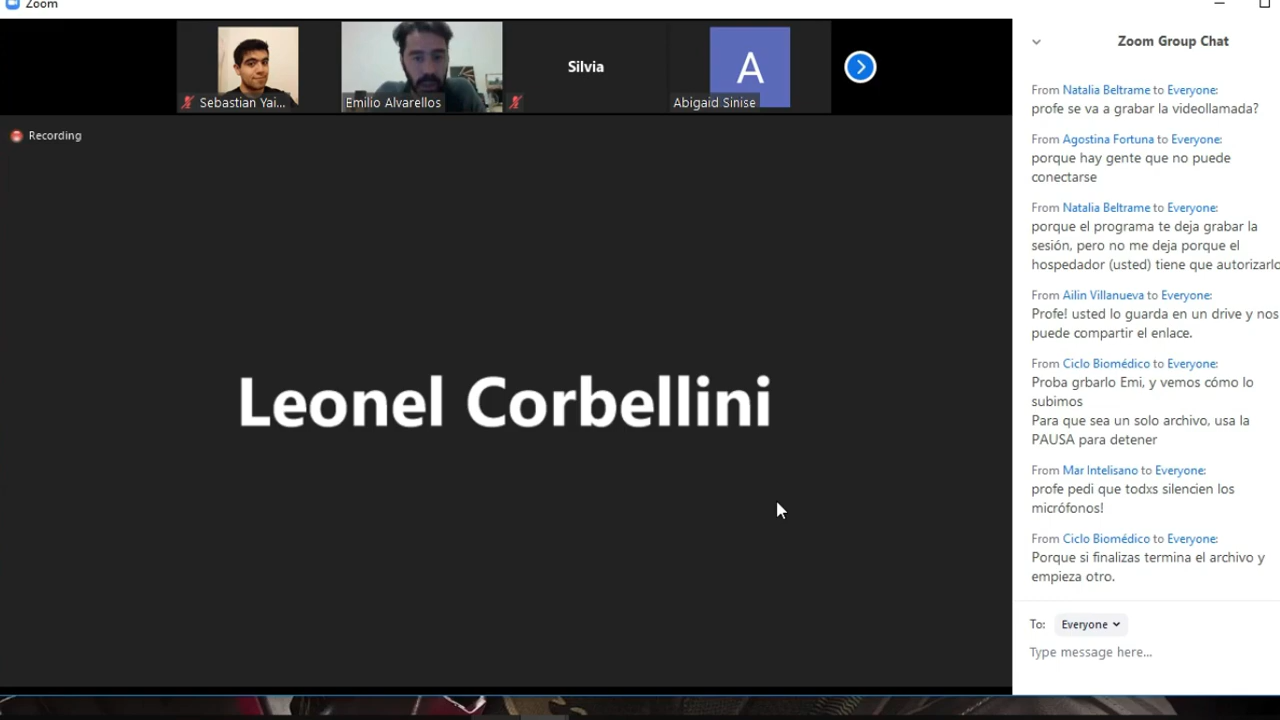 Zoom
Zoom Group Chat
Sebastian Yai...
Emilio Alvarellos
Silvia
A
Abigaid Sinise
Recording
Leonel Corbellini
From Natalia Beltrame to Everyone:
profe se va a grabar la videollamada?
From Agostina Fortuna to Everyone:
porque hay gente que no puede
conectarse
From Natalia Beltrame to Everyone:
porque el programa te deja grabar la
sesión, pero no me deja porque el
hospedador (usted) tiene que autorizarlo
From Ailin Villanueva to Everyone:
Profe! usted lo guarda en un drive y nos
puede compartir el enlace.
From Ciclo Biomédico to Everyone:
Proba grbarlo Emi, y vemos cómo lo
subimos
Para que sea un solo archivo, usa la
PAUSA para detener
From Mar Intelisano to Everyone:
profe pedi que todxs silencien los
micrófonos!
From Ciclo Biomédico to Everyone:
Porque si finalizas termina el archivo y
empieza otro.
To: Everyone
Type message here...